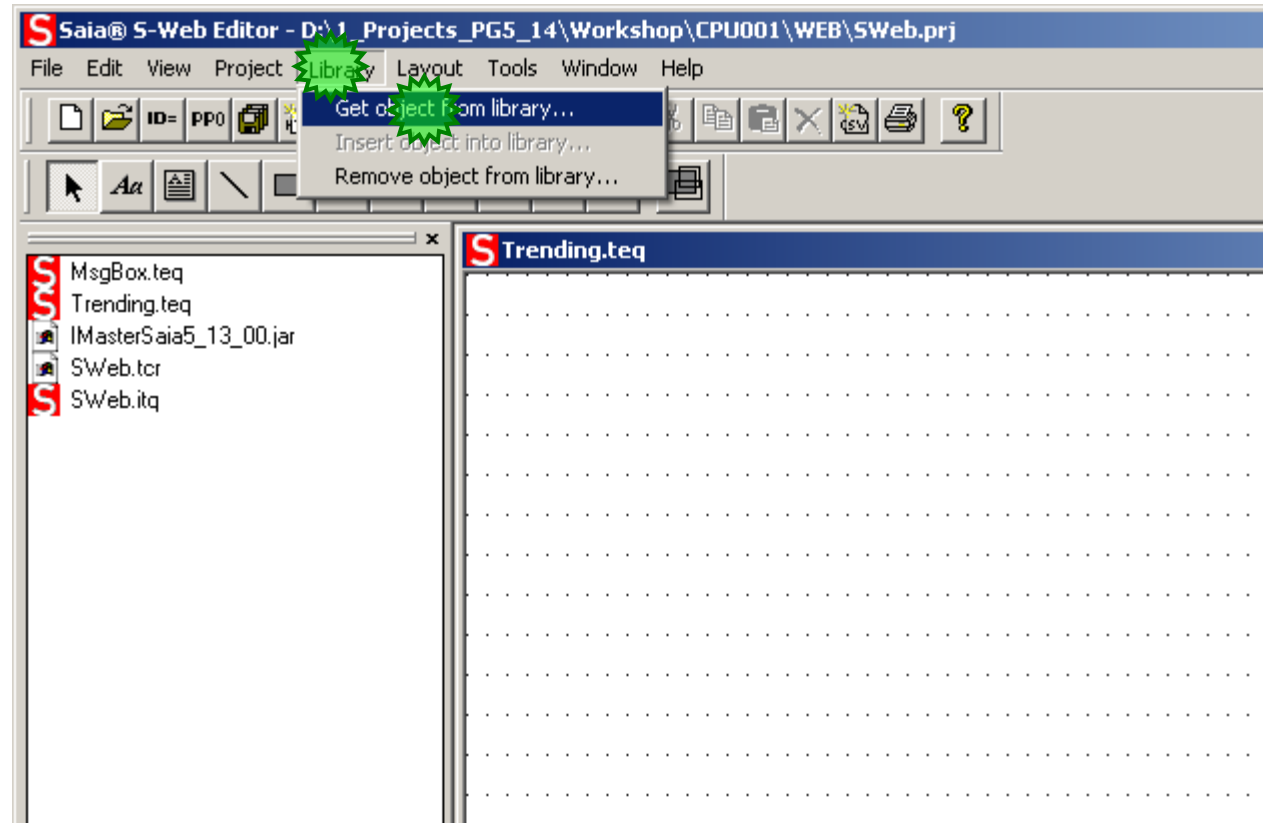 Saia® S-Web Editor - D:\1_Projects_PG5_14\Workshop\CPU001\WEB\SWeb.prj
File Edit View Project Library Layout Tools Window Help
ID= PPO csv ?
Get object from library...
Insert object into library...
Remove object from library...
Aa
S Trending.teq
S MsgBox.teq
S Trending.teq
IMasterSaia5_13_00.jar
SWeb.tcr
S SWeb.itq